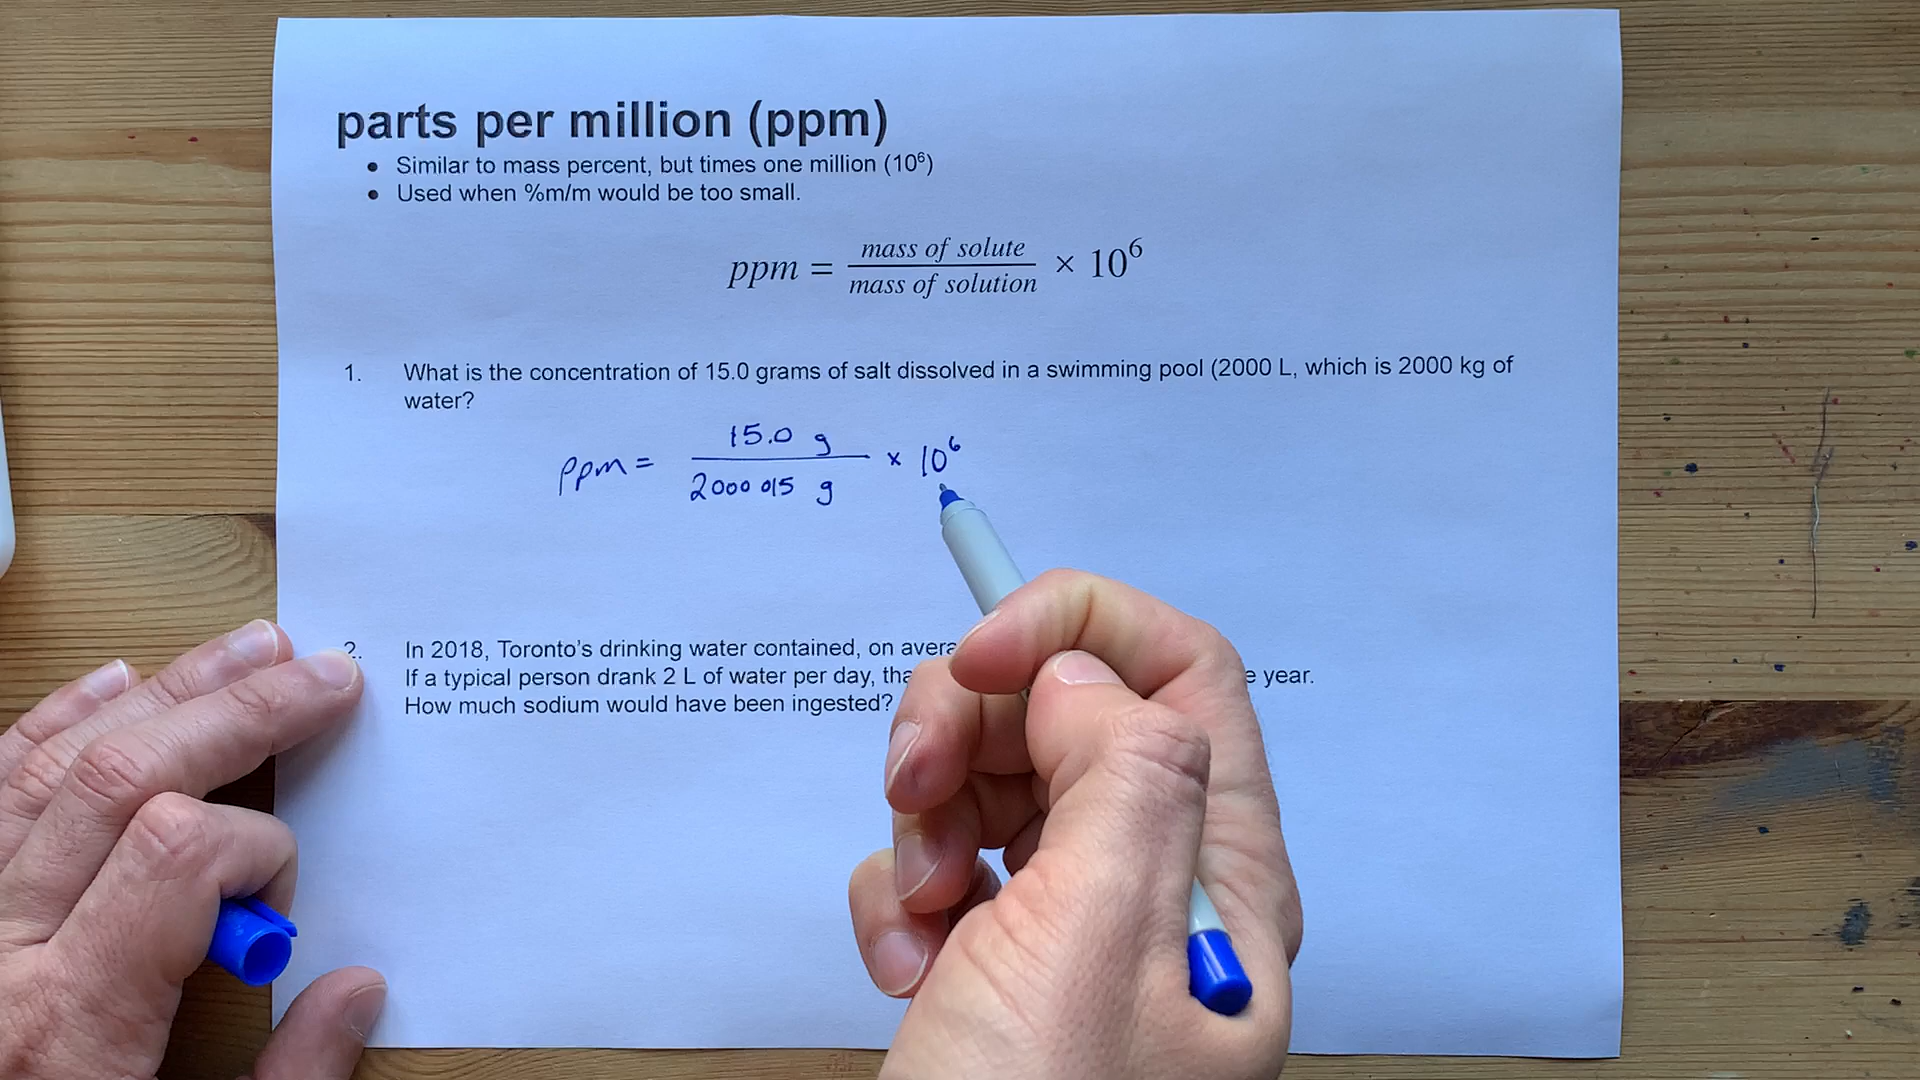 parts per million (ppm)
• Similar to mass percent, but times one million (10⁶)
• Used when %m/m would be too small.
ppm = mass of solute / mass of solution × 10⁶
1. What is the concentration of 15.0 grams of salt dissolved in a swimming pool (2000 L, which is 2000 kg of
water?
ppm = 15.0 g / 2000 015 g × 10⁶
2. In 2018, Toronto's drinking water contained, on
If a typical person drank 2 L of water per day, year.
How much sodium would have been ingested?